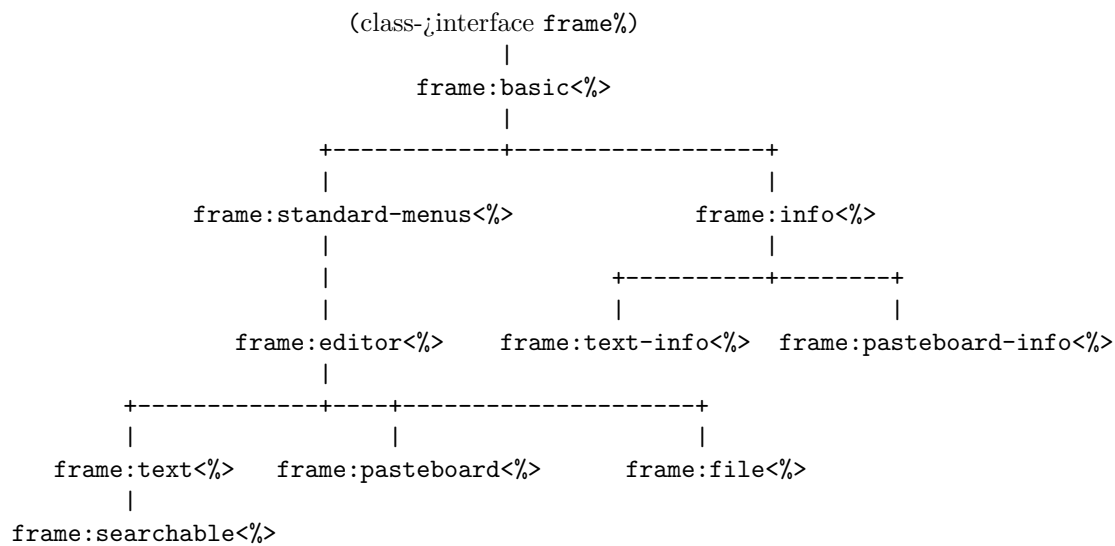 (class-¿interface frame%)
|
frame:basic<%>
|
+------------+------------------+
| |
frame:standard-menus<%> frame:info<%>
| |
| +----------+--------+
| | |
frame:editor<%> frame:text-info<%> frame:pasteboard-info<%>
|
+-------------+----+---------------------+
| | |
frame:text<%> frame:pasteboard<%> frame:file<%>
|
frame:searchable<%>